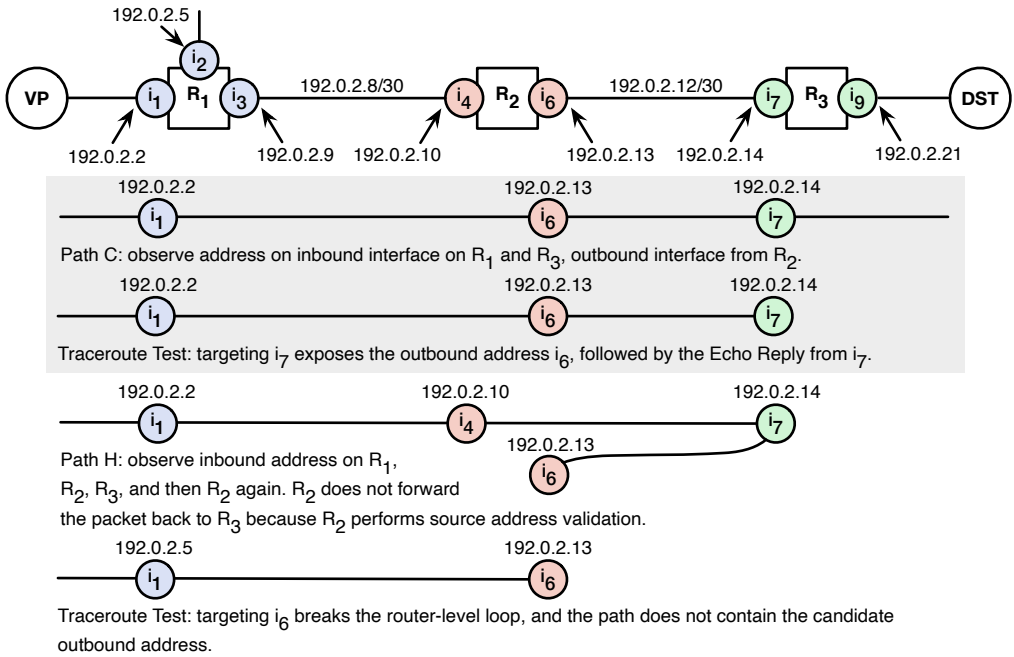 192.0.2.5
VP i1 i2 R1 i3 192.0.2.8/30 i4 R2 i6 192.0.2.12/30 i7 R3 i9 DST
192.0.2.2 192.0.2.9 192.0.2.10 192.0.2.13 192.0.2.14 192.0.2.21
192.0.2.2 192.0.2.13 192.0.2.14
i1 i6 i7
Path C: observe address on inbound interface on R1 and R3, outbound interface from R2.
192.0.2.2 192.0.2.13 192.0.2.14
i1 i6 i7
Traceroute Test: targeting i7 exposes the outbound address i6, followed by the Echo Reply from i7.
192.0.2.2 192.0.2.10 192.0.2.14
i1 i4 i7
192.0.2.13
i6
Path H: observe inbound address on R1,
R2, R3, and then R2 again. R2 does not forward
the packet back to R3 because R2 performs source address validation.
192.0.2.5 192.0.2.13
i1 i6
Traceroute Test: targeting i6 breaks the router-level loop, and the path does not contain the candidate
outbound address.